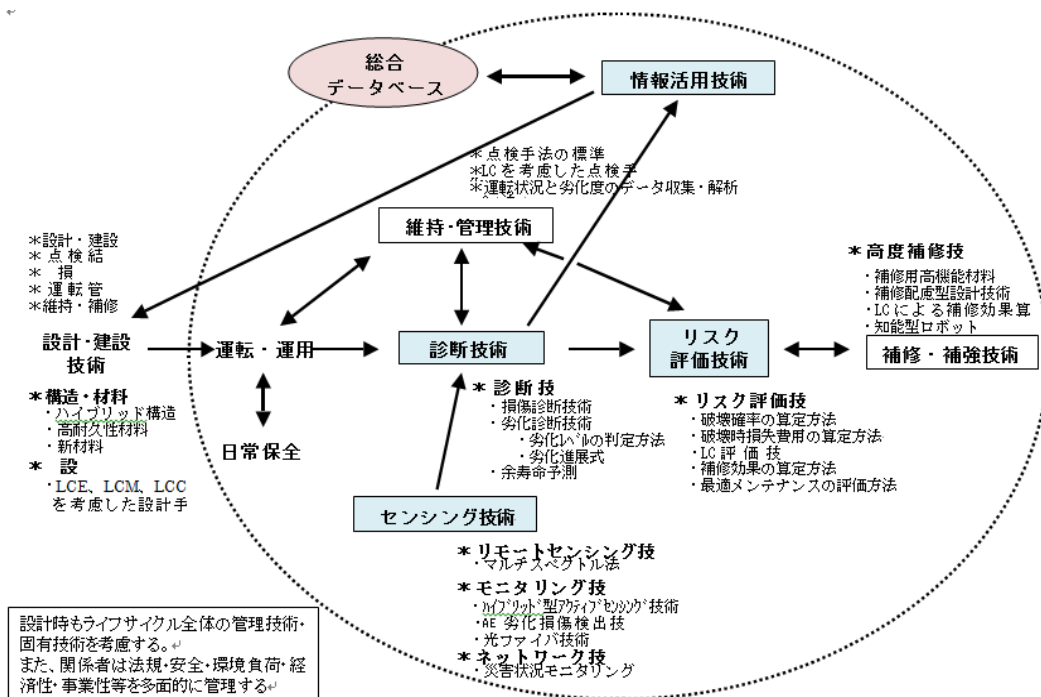 総合
データベース
情報活用技術
＊点検手法の標準
＊LCを考慮した点検手
＊運転状況と劣化度のデータ収集・解析
維持・管理技術
＊設計・建設
＊点検結
＊ 損
＊運転管
＊維持・補修
＊高度補修技
・補修用高機能材料
・補修配慮型設計技術
・LCによる補修効果算
・知能型ロボット
設計・建設
技術
運転・運用
診断技術
リスク
評価技術
補修・補強技術
＊構造・材料
・ハイブリッド構造
・高耐久性材料
・新材料
＊ 設
・LCE、LCM、LCC
を考慮した設計手
日常保全
＊診断技
・損傷診断技術
・劣化診断技術
・劣化ﾚﾍﾞﾙの判定方法
・劣化進展式
・余寿命予測
＊リスク評価技
・破壊確率の算定方法
・破壊時損失費用の算定方法
・LC評価技
・補修効果の算定方法
・最適メンテナンスの評価方法
センシング技術
＊リモートセンシング技
・マルチスペクトル法
＊モニタリング技
・ﾊｲﾌﾞﾘｯﾄﾞ型ｱｸﾃｨﾌﾞｾﾝｼﾝｸﾞ技術
・AE 劣化損傷検出技
・光ファイバ技術
＊ネットワーク技
・災害状況モニタリング
設計時もライフサイクル全体の管理技術・
固有技術を考慮する。
また、関係者は法規・安全・環境負荷・経
済性・事業性等を多面的に管理する